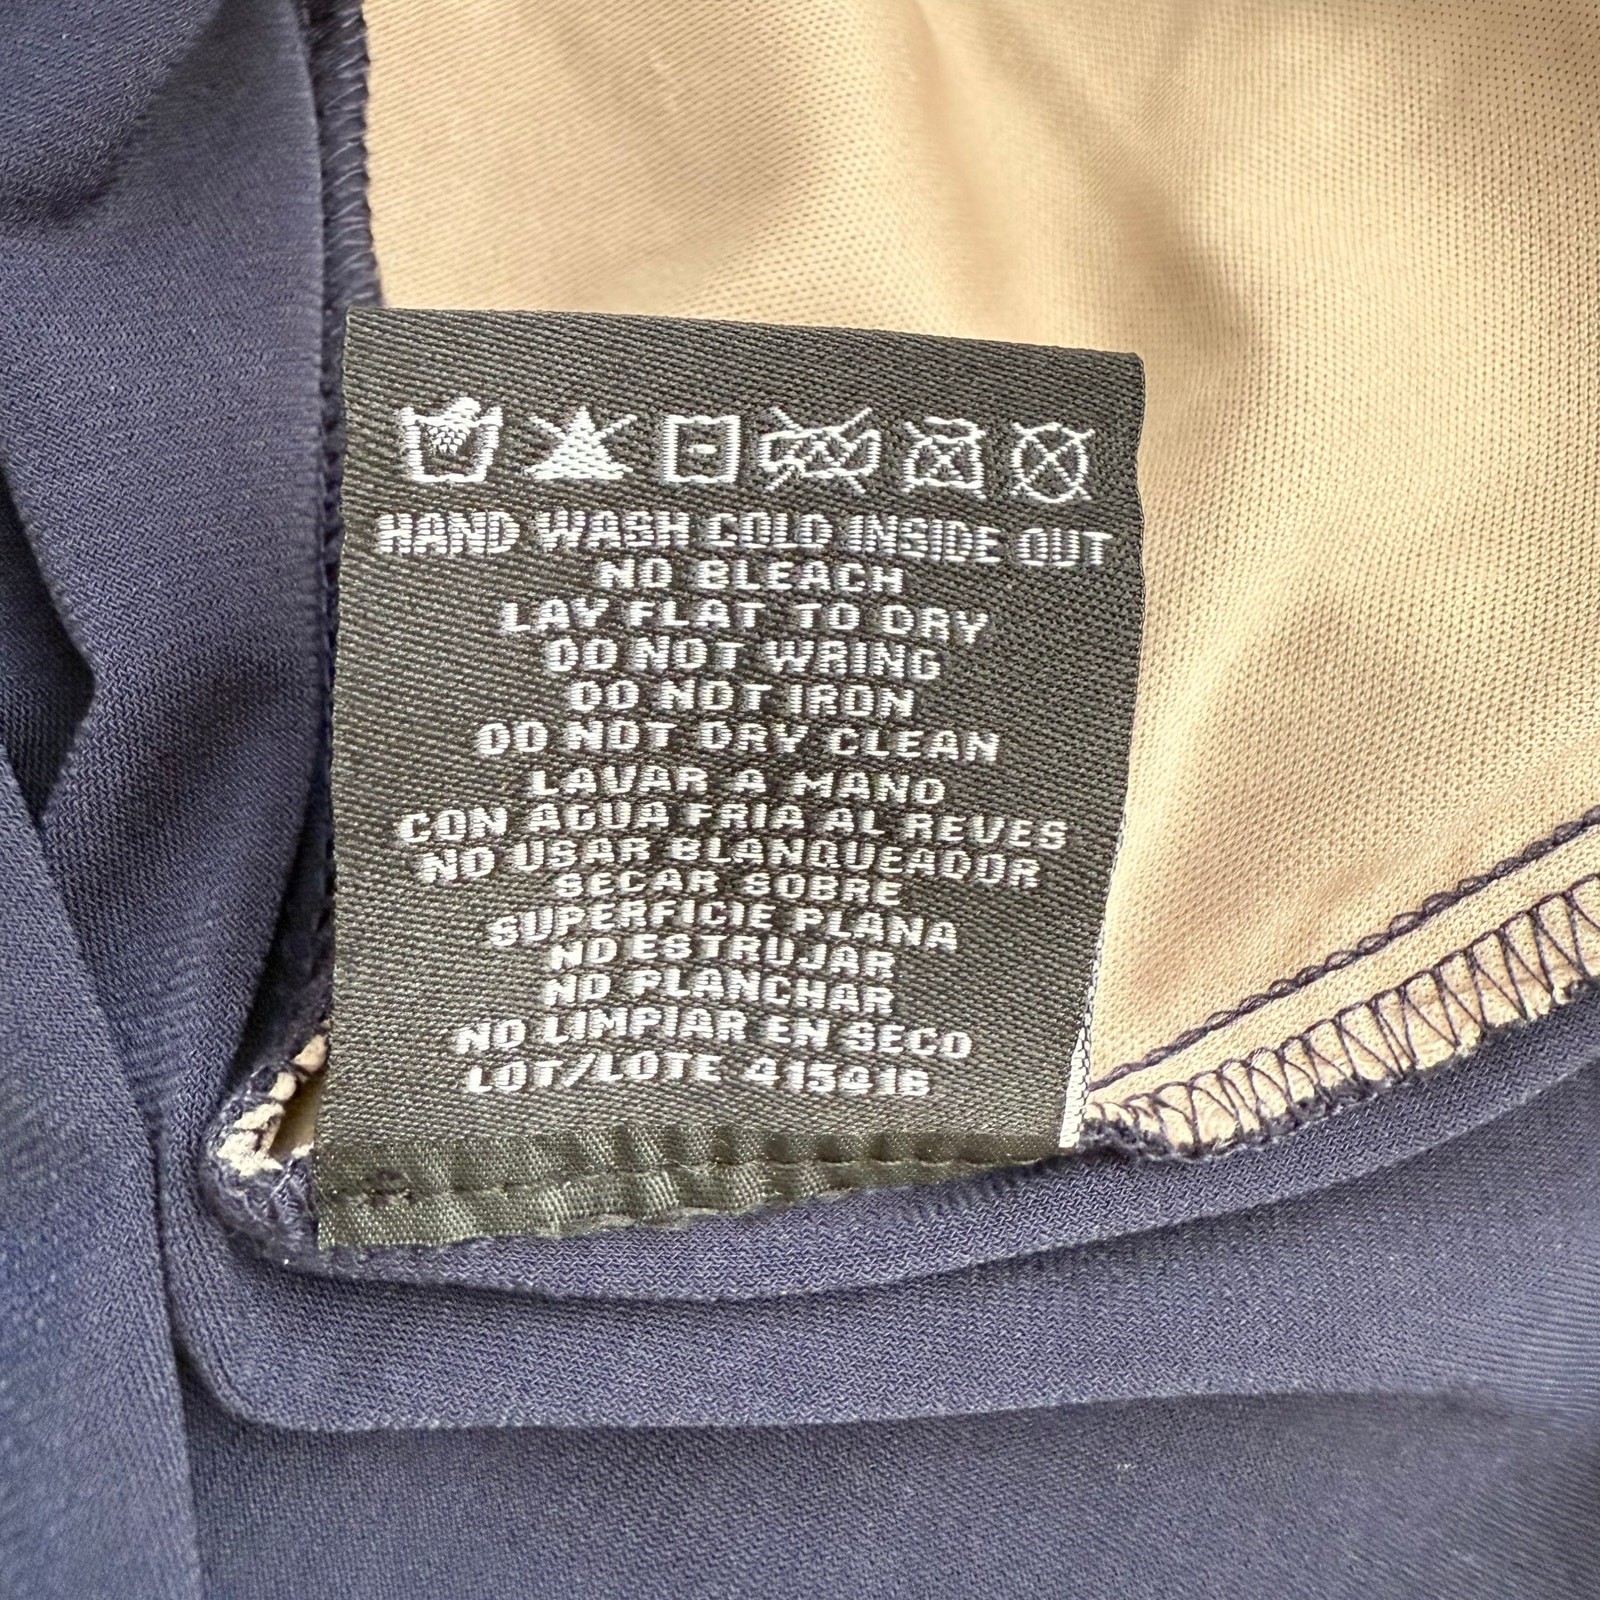 HAND WASH COLD INSIDE OUT
NO BLEACH
LAY FLAT TO DRY
DO NOT WRING
DO NOT IRON
DO NOT DRY CLEAN
LAVAR A MANO
CON AGUA FRIA AL REVES
NO USAR BLANQUEADOR
SECAR SOBRE
SUPERFICIE PLANA
NO ESTRUJAR
NO PLANCHAR
NO LIMPIAR EN SECO
LOT/LOTE 415416